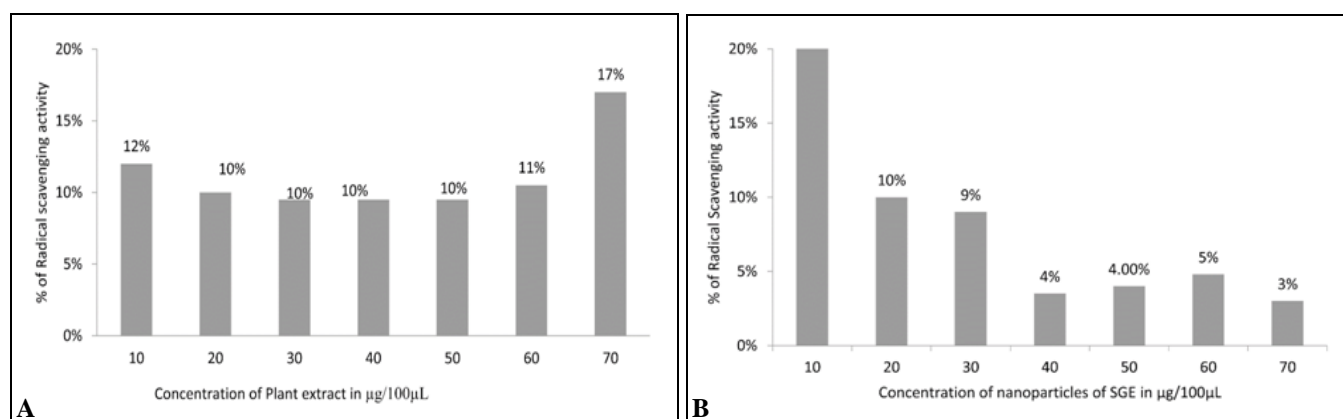 % of Radical scavenging activity
20%
15%
10%
5%
0%
12%
10%
10%
10%
10%
11%
17%
10 20 30 40 50 60 70
Concentration of Plant extract in µg/100µL
A
% of Radical Scavenging activity
20%
15%
10%
5%
0%
10%
9%
4%
4.00%
5%
3%
10 20 30 40 50 60 70
Concentration of nanoparticles of SGE in µg/100µL
B